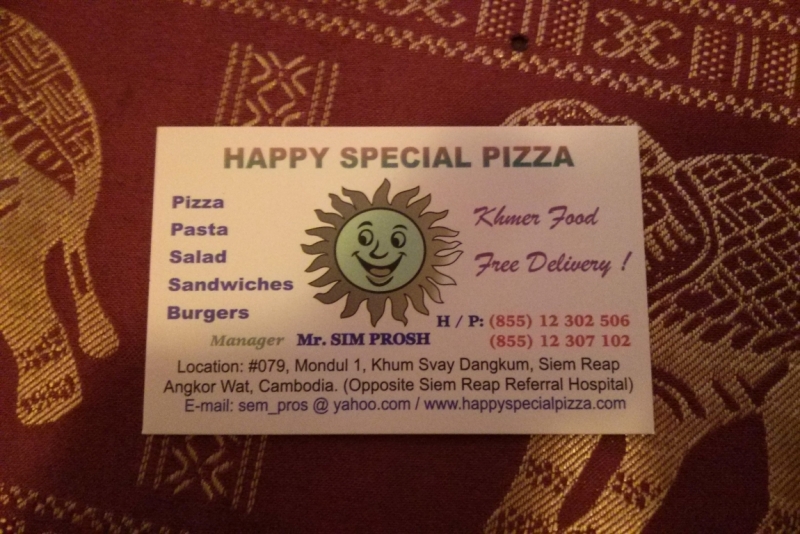 HAPPY SPECIAL PIZZA
Pizza
Pasta
Salad
Sandwiches
Burgers
Khmer Food
Free Delivery !
H / P: (855) 12 302 506
(855) 12 307 102
Manager Mr. SIM PROSH
Location: #079, Mondul 1, Khum Svay Dangkum, Siem Reap
Angkor Wat, Cambodia. (Opposite Siem Reap Referral Hospital)
E-mail: sem_pros @ yahoo.com / www.happyspecialpizza.com